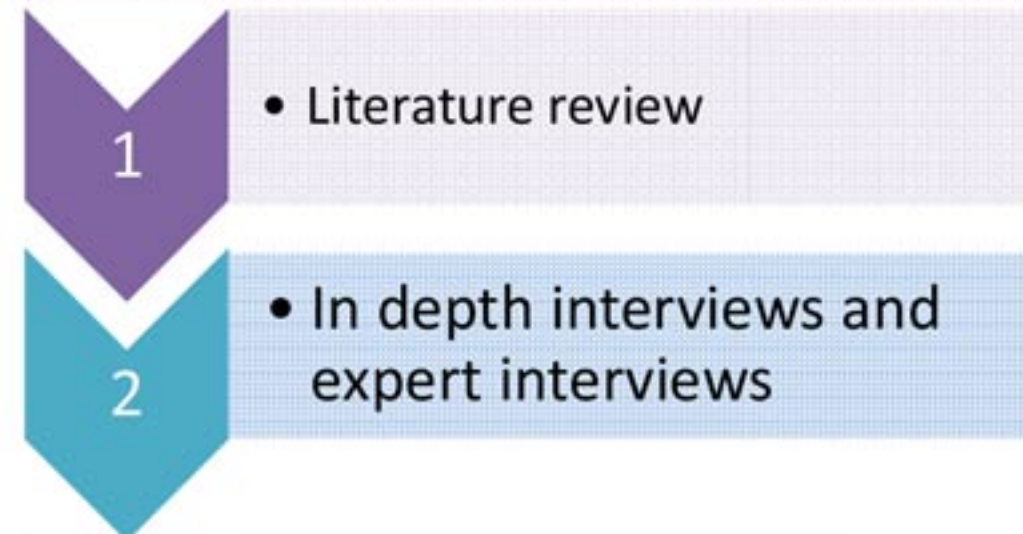 1
• Literature review
2
• In depth interviews and
expert interviews